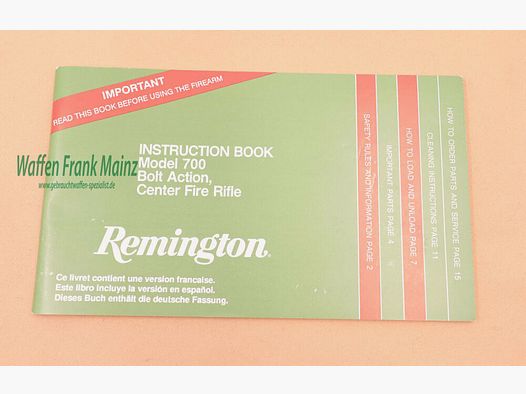 IMPORTANT
READ THIS BOOK BEFORE USING THE FIREARM
INSTRUCTION BOOK
Model 700
Bolt Action,
Center Fire Rifle
Waffen Frank Mainz
www.gebrauchtwaffen-spezialist.de
Remington®
Ce livret contient une version francaise.
Este libro incluye la versión en español.
Dieses Buch enthält die deutsche Fassung.
SAFETY RULES AND INFORMATION PAGE 2
IMPORTANT PARTS PAGE 4
HOW TO LOAD AND UNLOAD PAGE 7
CLEANING INSTRUCTIONS PAGE 11
HOW TO ORDER PARTS AND SERVICE PAGE 15